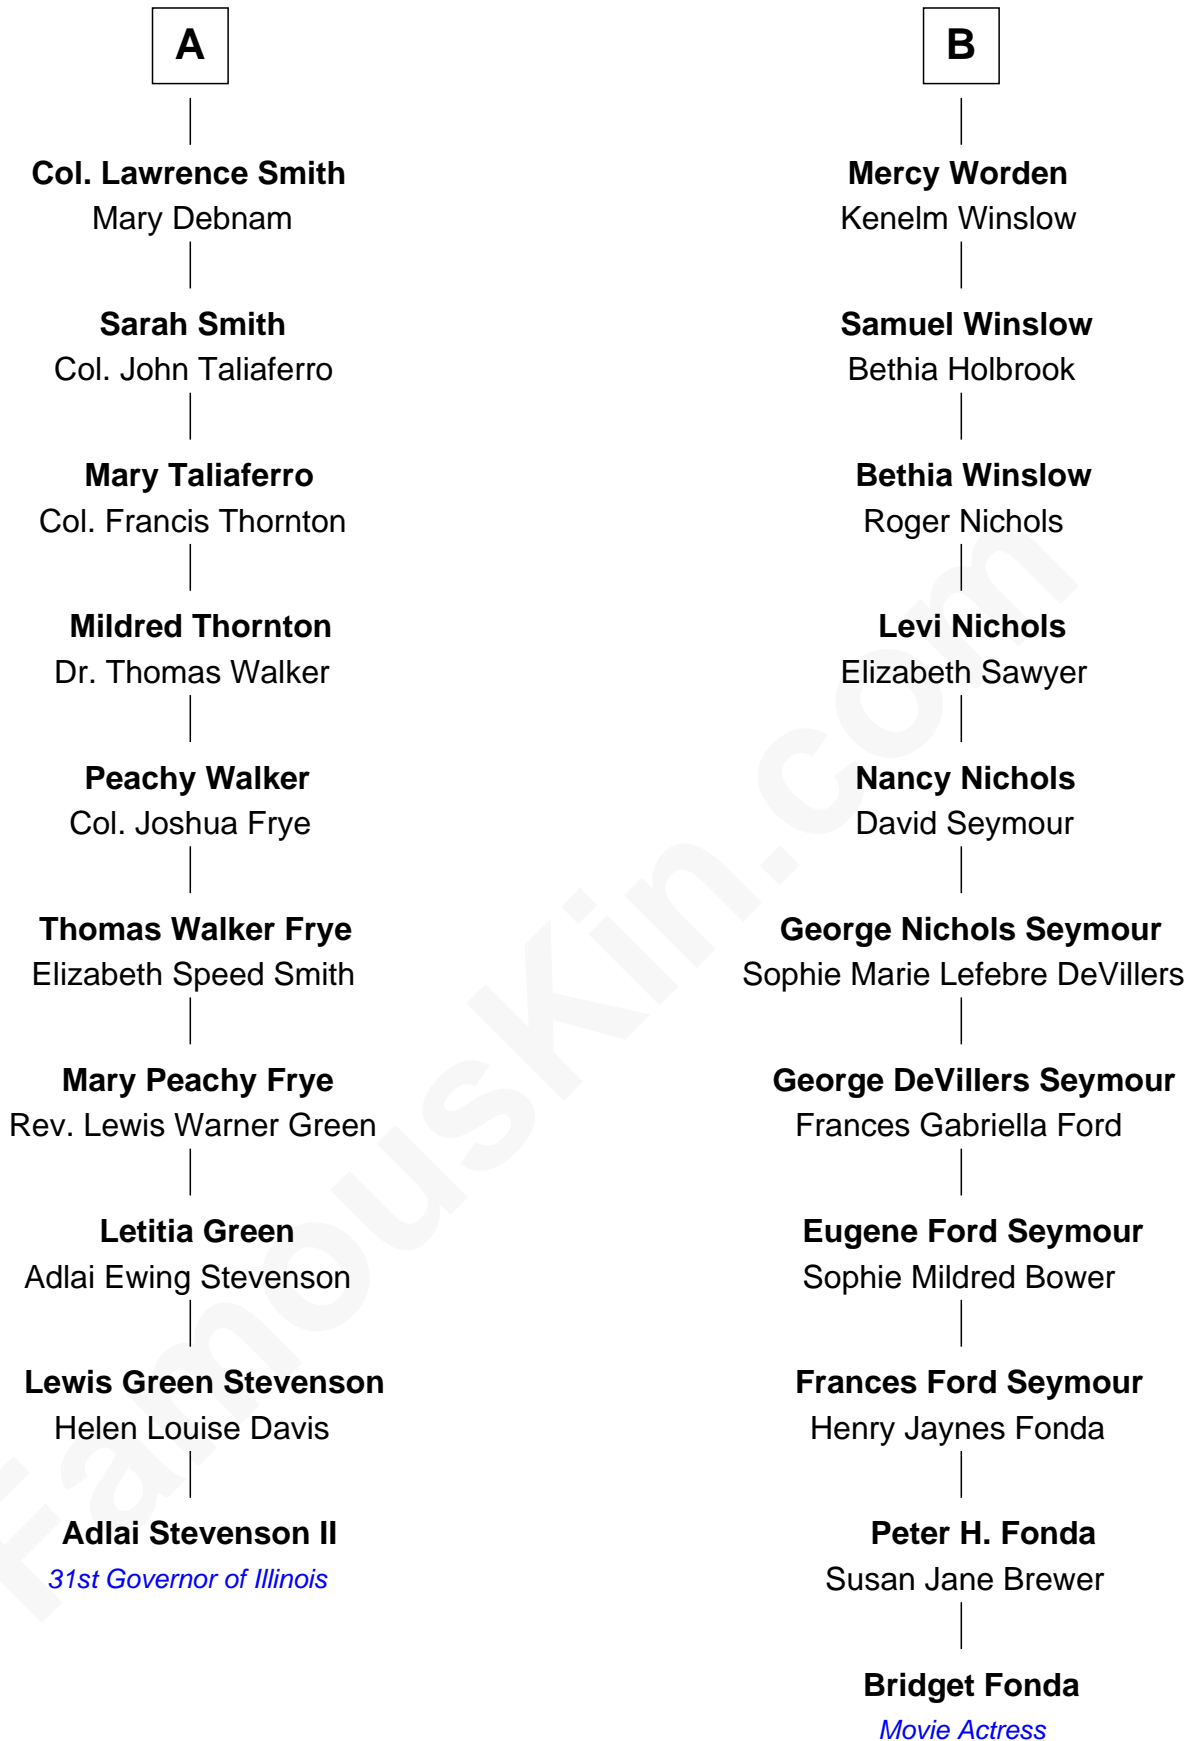 A
Col. Lawrence Smith
Mary Debnam
Sarah Smith
Col. John Taliaferro
Mary Taliaferro
Col. Francis Thornton
Mildred Thornton
Dr. Thomas Walker
Peachy Walker
Col. Joshua Frye
Thomas Walker Frye
Elizabeth Speed Smith
Mary Peachy Frye
Rev. Lewis Warner Green
Letitia Green
Adlai Ewing Stevenson
Lewis Green Stevenson
Helen Louise Davis
Adlai Stevenson II
31st Governor of Illinois
B
Mercy Worden
Kenelm Winslow
Samuel Winslow
Bethia Holbrook
Bethia Winslow
Roger Nichols
Levi Nichols
Elizabeth Sawyer
Nancy Nichols
David Seymour
George Nichols Seymour
Sophie Marie Lefebre DeVillers
George DeVillers Seymour
Frances Gabriella Ford
Eugene Ford Seymour
Sophie Mildred Bower
Frances Ford Seymour
Henry Jaynes Fonda
Peter H. Fonda
Susan Jane Brewer
Bridget Fonda
Movie Actress
FamousKin.com